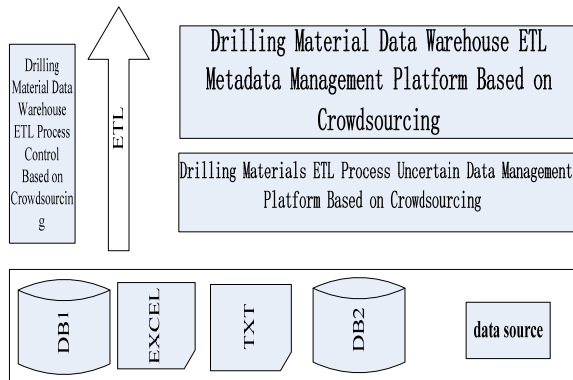 Drilling
Material Data
Warehouse
ETL Process
Control
Based on
Crowdsourcin
g
ETL
Drilling Material Data Warehouse ETL
Metadata Management Platform Based on
Crowdsourcing
Drilling Materials ETL Process Uncertain Data Management
Platform Based on Crowdsourcing
DB1
EXCEL
TXT
DB2
data source